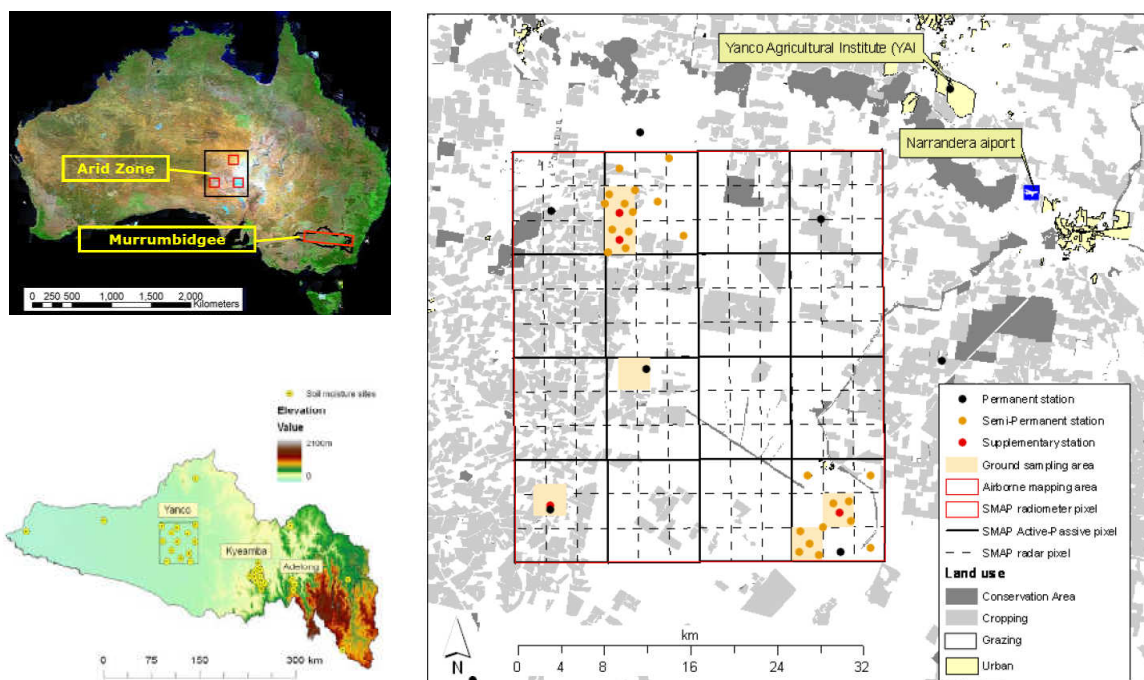 Arid Zone
Murrumbidgee
0 250 500 1,000 1,500 2,000
Kilometers
Soil moisture sites
Elevation
Value
2100m
0
Yanco
Kyeamba
Adelong
0 75 150 300 km
Yanco Agricultural Institute (YAI
Narrandera aiport
km
0 4 8 16 24 32
N
Permanent station
Semi-Permanent station
Supplementary station
Ground sampling area
Airborne mapping area
SMAP radiometer pixel
SMAP Active-Passive pixel
SMAP radar pixel
Land use
Conservation Area
Cropping
Grazing
Urban